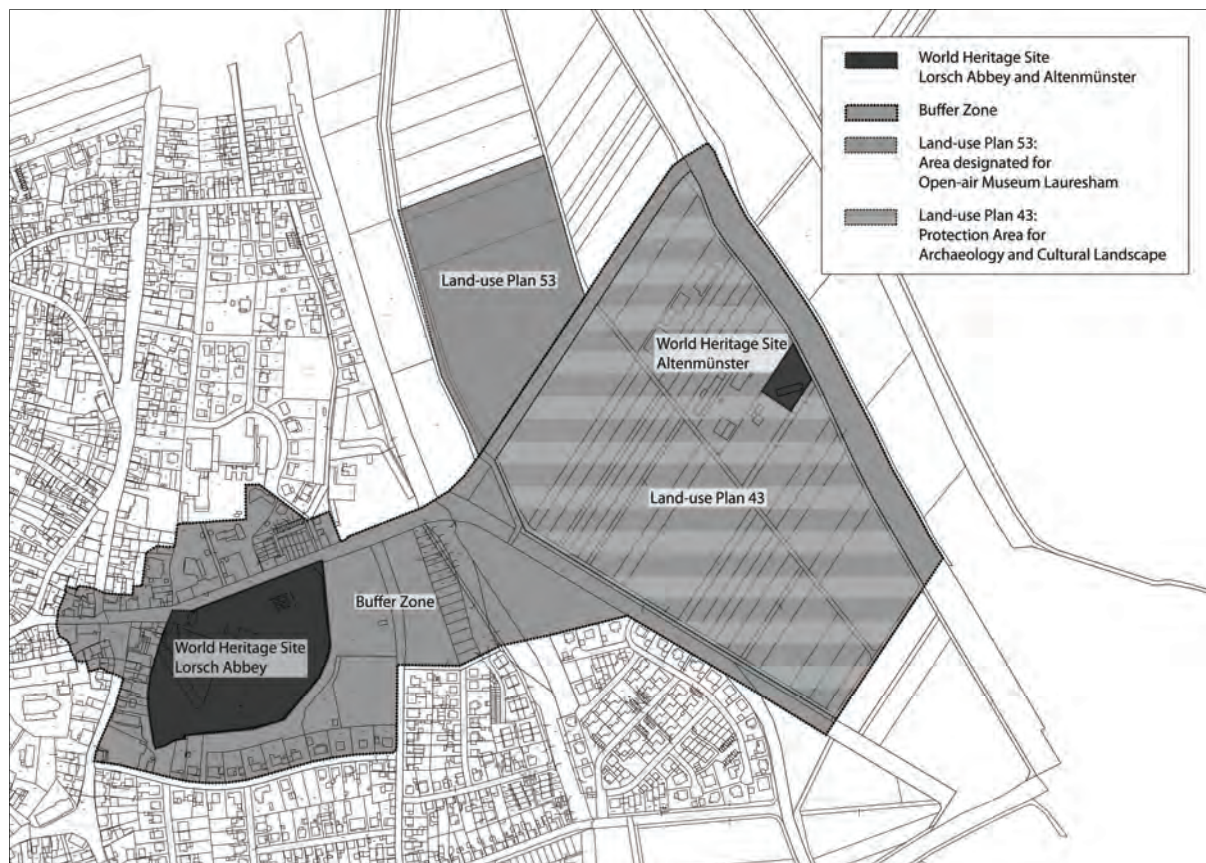 World Heritage Site
Lorsch Abbey and Altenmünster
Buffer Zone
Land-use Plan 53:
Area designated for
Open-air Museum Lauresham
Land-use Plan 43:
Protection Area for
Archaeology and Cultural Landscape
Land-use Plan 53
World Heritage Site
Altenmünster
Land-use Plan 43
Buffer Zone
World Heritage Site
Lorsch Abbey